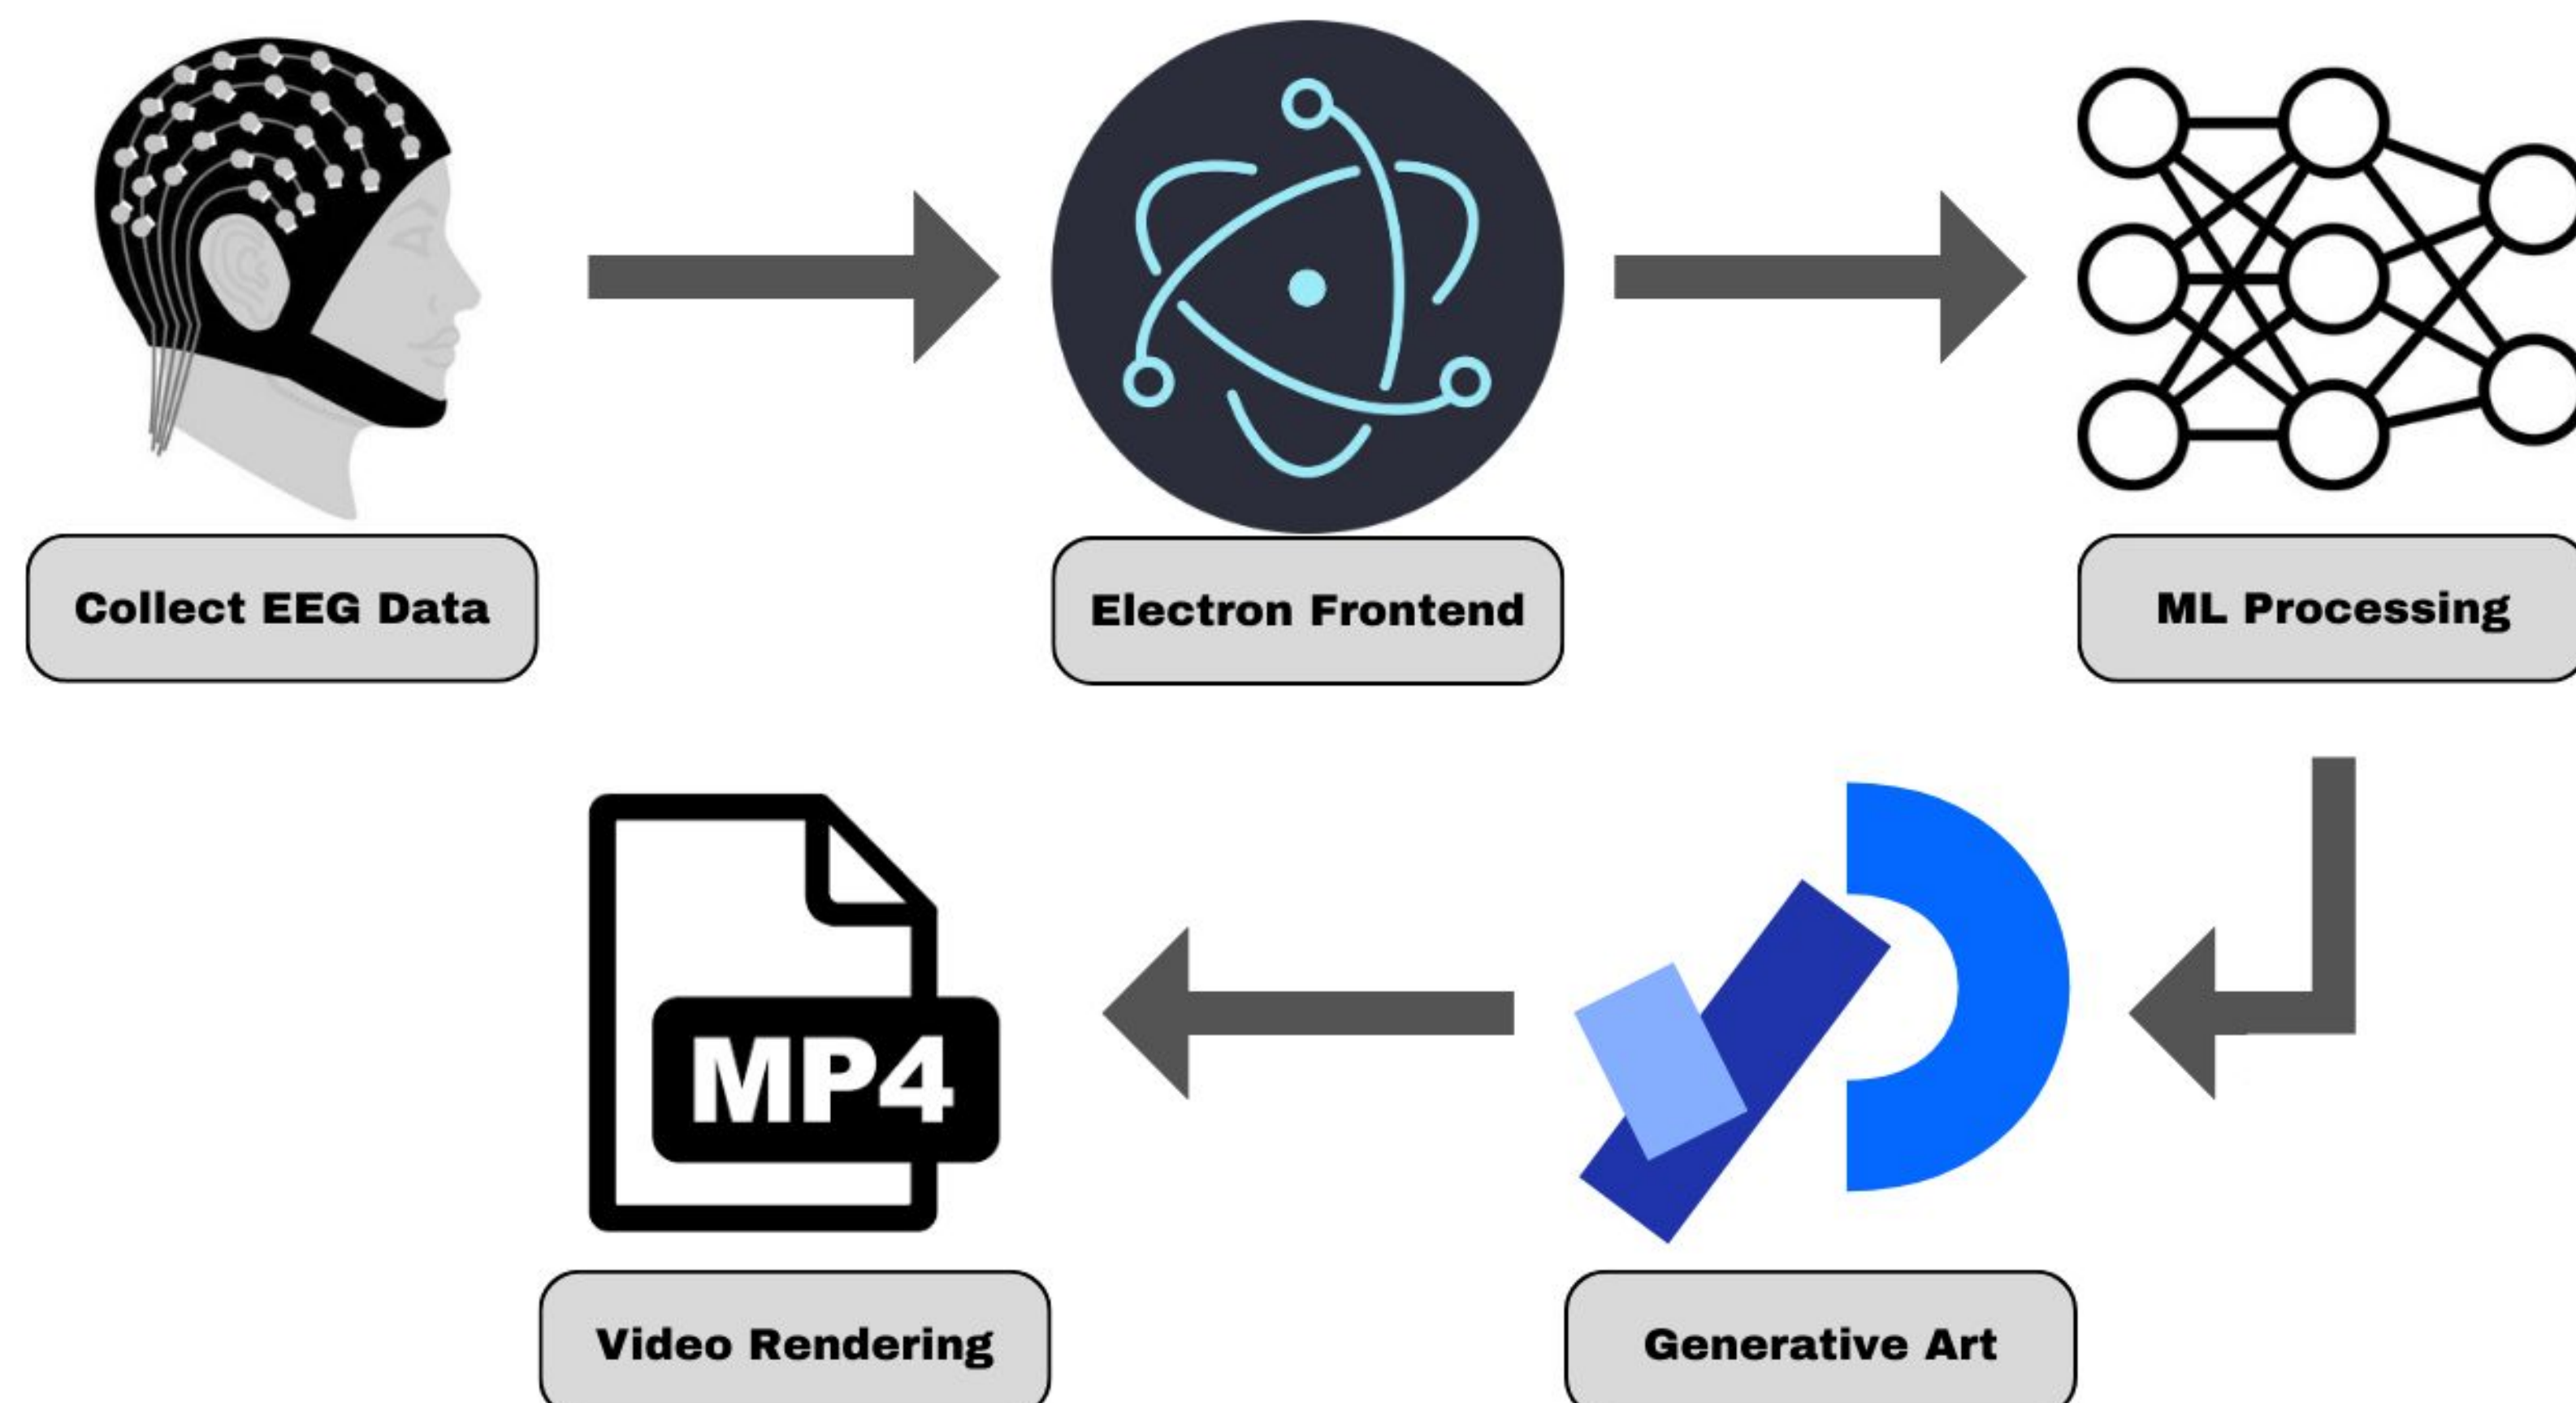 Collect EEG Data
Electron Frontend
ML Processing
MP4
Video Rendering
Generative Art